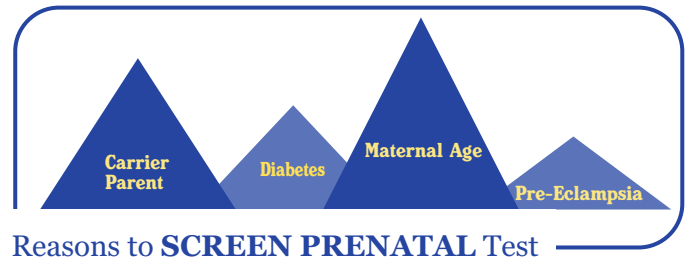 Carrier
Parent
Diabetes
Maternal Age
Pre-Eclampsia
Reasons to SCREEN PRENATAL Test